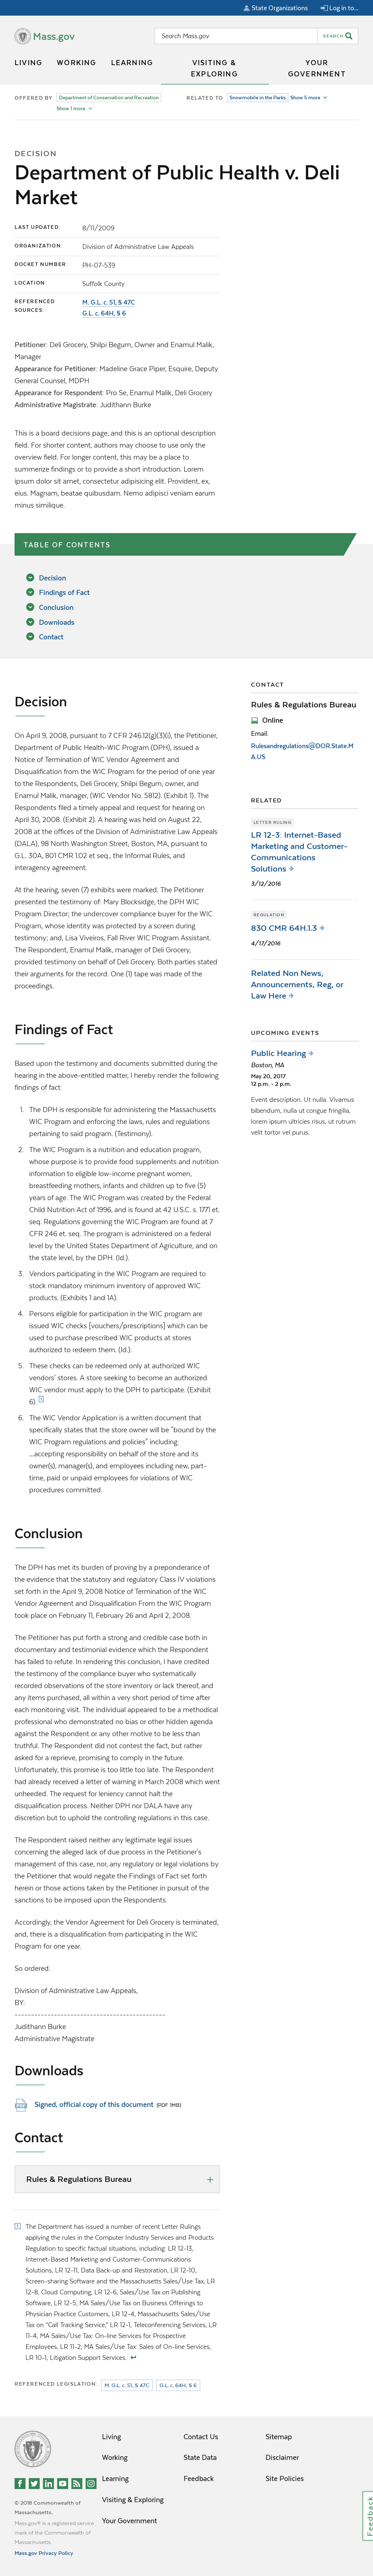 State Organizations
Log in to...
Mass.gov
Search Mass.gov
SEARCH
LIVING
WORKING
LEARNING
VISITING &
EXPLORING
YOUR
GOVERNMENT
OFFERED BY
Department of Conservation and Recreation
Show 1 more
RELATED TO
Snowmobile in the Parks
Show 5 more
DECISION
Department of Public Health v. Deli
Market
LAST UPDATED:
8/11/2009
ORGANIZATION:
Division of Administrative Law Appeals
DOCKET NUMBER:
PH-07-539
LOCATION:
Suffolk County
REFERENCED
SOURCES:
M. G.L. c. 51, § 47C
G.L. c. 64H, § 6
Petitioner: Deli Grocery, Shilpi Begum, Owner and Enamul Malik,
Manager
Appearance for Petitioner: Madeline Grace Piper, Esquire, Deputy
General Counsel, MDPH
Appearance for Respondent: Pro Se, Enamul Malik, Deli Grocery
Administrative Magistrate: Judithann Burke
This is a board decisions page, and this is an optional description
field. For shorter content, authors may choose to use only the
overview field. For longer content, this may be a place to
summerize findings or to provide a short introduction. Lorem
ipsum dolor sit amet, consectetur adipisicing elit. Provident, ex,
eius. Magnam, beatae quibusdam. Nemo adipisci veniam earum
minus similique.
TABLE OF CONTENTS
Decision
Findings of Fact
Conclusion
Downloads
Contact
Decision
On April 9, 2008, pursuant to 7 CFR 246.12(g)(3)(i), the Petitioner,
Department of Public Health-WIC Program (DPH), issued a
Notice of Termination of WIC Vendor Agreement and
Disqualification from the WIC Program for the period of one year
to the Respondents, Deli Grocery, Shilpi Begum, owner, and
Enamul Malik, manager, (WIC Vendor No. 5812). (Exhibit 1). The
Respondents filed a timely appeal and request for hearing on
April 30, 2008. (Exhibit 2). A hearing was held on August 22,
2008 at the offices of the Division of Administrative Law Appeals
(DALA), 98 North Washington Street, Boston, MA, pursuant to
G.L. 30A, 801 CMR 1.02 et seq., the Informal Rules, and
interagency agreement.
At the hearing, seven (7) exhibits were marked. The Petitioner
presented the testimony of: Mary Blocksidge, the DPH WIC
Program Director; the undercover compliance buyer for the WIC
Program, whose identity was protected by a screen during
testimony; and, Lisa Viveiros, Fall River WIC Program Assistant.
The Respondent, Enamul Malik, manager of Deli Grocery,
provided testimony on behalf of Deli Grocery. Both parties stated
their arguments for the record. One (1) tape was made of the
proceedings.
Findings of Fact
Based upon the testimony and documents submitted during the
hearing in the above-entitled matter, I hereby render the following
findings of fact:
1. The DPH is responsible for administering the Massachusetts
WIC Program and enforcing the laws, rules and regulations
pertaining to said program. (Testimony).
2. The WIC Program is a nutrition and education program,
whose purpose is to provide food supplements and nutrition
information to eligible low-income pregnant women,
breastfeeding mothers, infants and children up to five (5)
years of age. The WIC Program was created by the Federal
Child Nutrition Act of 1996, and is found at 42 U.S.C. s. 1771 et.
seq. Regulations governing the WIC Program are found at 7
CFR 246 et. seq. The program is administered on a federal
level by the United States Department of Agriculture, and on
the state level, by the DPH. (Id.).
3. Vendors participating in the WIC Program are required to
stock mandatory minimum inventory of approved WIC
products. (Exhibits 1 and 1A).
4. Persons eligible for participation in the WIC program are
issued WIC checks [vouchers/prescriptions] which can be
used to purchase prescribed WIC products at stores
authorized to redeem them. (Id.).
5. These checks can be redeemed only at authorized WIC
vendors' stores. A store seeking to become an authorized
WIC vendor must apply to the DPH to participate. (Exhibit
6). 1
6. The WIC Vendor Application is a written document that
specifically states that the store owner will be "bound by the
WIC Program regulations and policies" including:
...accepting responsibility on behalf of the store and its
owner(s), manager(s), and employees including new, part-
time, paid or unpaid employees for violations of WIC
procedures committed.
Conclusion
The DPH has met its burden of proving by a preponderance of
the evidence that the statutory and regulatory Class IV violations
set forth in the April 9, 2008 Notice of Termination of the WIC
Vendor Agreement and Disqualification From the WIC Program
took place on February 11, February 26 and April 2, 2008.
The Petitioner has put forth a strong and credible case both in
documentary and testimonial evidence which the Respondent
has failed to refute. In rendering this conclusion, I have credited
the testimony of the compliance buyer who systematically
recorded observations of the store inventory or lack thereof, and
any items purchased, all within a very short period of time after
each monitoring visit. The individual appeared to be a methodical
professional who demonstrated no bias or other hidden agenda
against the Respondent or any other motive to be less than
truthful. The Respondent did not contest the fact, but rather
asked for a reprieve, promising to comply in the future.
Unfortunately, this promise is too little too late. The Respondent
had already received a letter of warning in March 2008 which went
unheeded. The request for leniency cannot halt the
disqualification process. Neither DPH nor DALA have any
discretion but to uphold the controlling regulations in this case.
The Respondent raised neither any legitimate legal issues
concerning the alleged lack of due process in the Petitioner's
management of this case, nor any regulatory or legal violations by
the Petitioner that would negate the Findings of Fact set forth
herein or those actions taken by the Petitioner in pursuit of the
sanctions to be imposed upon the Respondents.
Accordingly, the Vendor Agreement for Deli Grocery is terminated,
and, there is a disqualification from participating in the WIC
Program for one year.
So ordered.
Division of Administrative Law Appeals,
BY:
----------------------------------------------
Judithann Burke
Administrative Magistrate
Downloads
PDF
Signed, official copy of this document (PDF 1MB)
Contact
Rules & Regulations Bureau
1 The Department has issued a number of recent Letter Rulings
applying the rules in the Computer Industry Services and Products
Regulation to specific factual situations, including: LR 12-13,
Internet-Based Marketing and Customer-Communications
Solutions, LR 12-11, Data Back-up and Restoration, LR 12-10,
Screen-sharing Software and the Massachusetts Sales/Use Tax, LR
12-8, Cloud Computing, LR 12-6, Sales/Use Tax on Publishing
Software, LR 12-5, MA Sales/Use Tax on Business Offerings to
Physician Practice Customers, LR 12-4, Massachusetts Sales/Use
Tax on "Call Tracking Service," LR 12-1, Teleconferencing Services, LR
11-4, MA Sales/Use Tax: On-line Services for Prospective
Employees, LR 11-2, MA Sales/Use Tax: Sales of On-line Services,
LR 10-1, Litigation Support Services. ↩
REFERENCED LEGISLATION:
M. G.L. c. 51, § 47C
G.L. c. 64H, § 6
CONTACT
Rules & Regulations Bureau
Online
Email:
Rulesandregulations@DOR.State.M
A.US
RELATED
LETTER RULING
LR 12-3: Internet-Based
Marketing and Customer-
Communications
Solutions
3/12/2016
REGULATION
830 CMR 64H.1.3
4/17/2016
Related Non News,
Announcements, Reg, or
Law Here
UPCOMING EVENTS
Public Hearing
Boston, MA
May 20, 2017
12 p.m. - 2 p.m.
Event description. Ut nulla. Vivamus
bibendum, nulla ut congue fringilla,
lorem ipsum ultricies risus, ut rutrum
velit tortor vel purus.
© 2018 Commonwealth of
Massachusetts.
Mass.gov® is a registered service
mark of the Commonwealth of
Massachusetts.
Mass.gov Privacy Policy
Living
Working
Learning
Visiting & Exploring
Your Government
Contact Us
State Data
Feedback
Sitemap
Disclaimer
Site Policies
Feedback